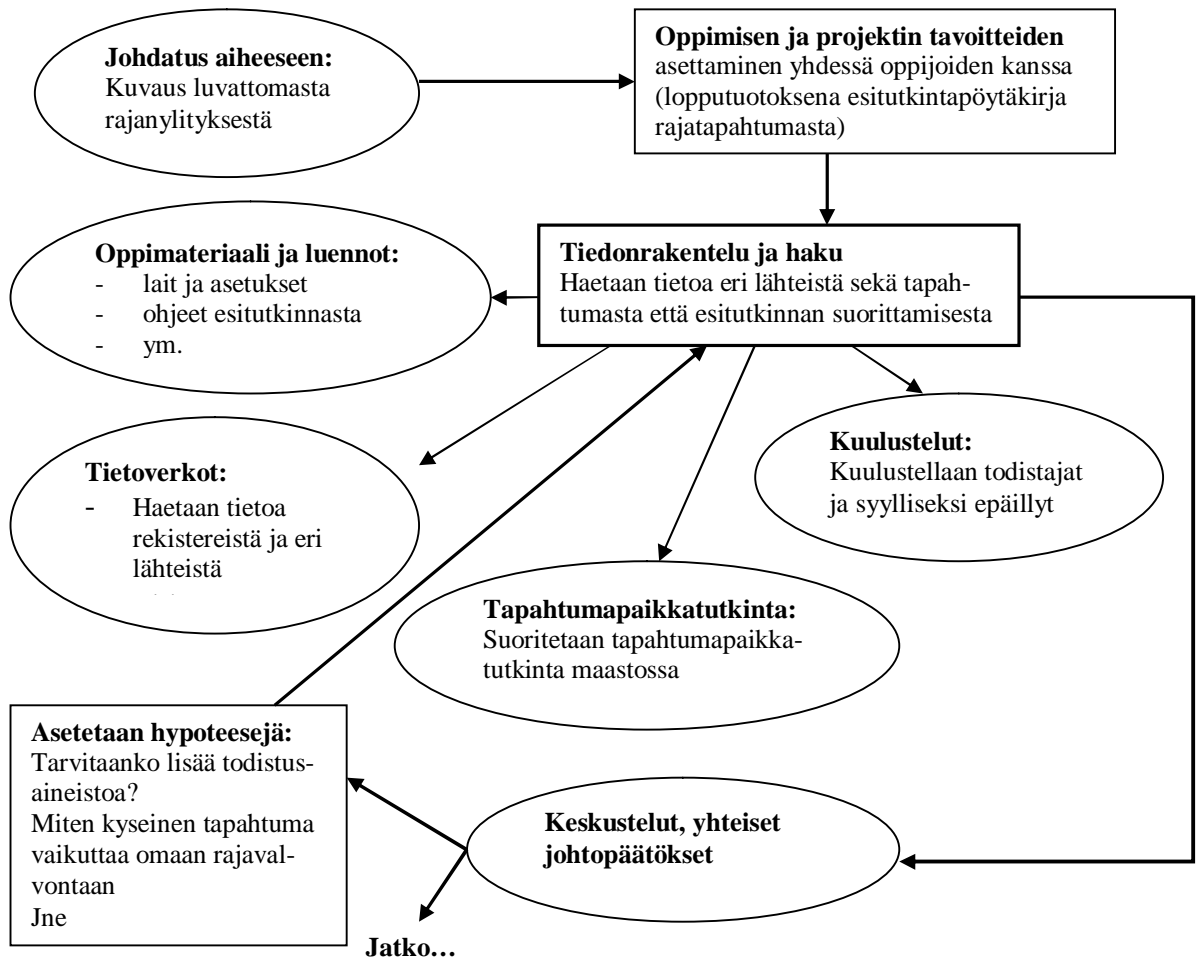 Johdatus aiheeseen:
Kuvaus luvattomasta
rajanylityksestä
Oppimisen ja projektin tavoitteiden
asettaminen yhdessä oppijoiden kanssa
(lopputuotoksena esitutkintapöytäkirja
rajatapahtumasta)
Oppimateriaali ja luennot:
- lait ja asetukset
- ohjeet esitutkinnasta
- ym.
Tiedonrakentelu ja haku
Haetaan tietoa eri lähteistä sekä tapah-
tumasta että esitutkinnan suorittamisesta
Tietoverkot:
- Haetaan tietoa
rekistereistä ja eri
lähteistä
Kuulustelut:
Kuulustellaan todistajat
ja syylliseksi epäillyt
Tapahtumapaikkatutkinta:
Suoritetaan tapahtumapaikka-
tutkinta maastossa
Asetetaan hypoteesejä:
Tarvitaanko lisää todistus-
aineistoa?
Miten kyseinen tapahtuma
vaikuttaa omaan rajaval-
vontaan
Jne
Keskustelut, yhteiset
johtopäätökset
Jatko…